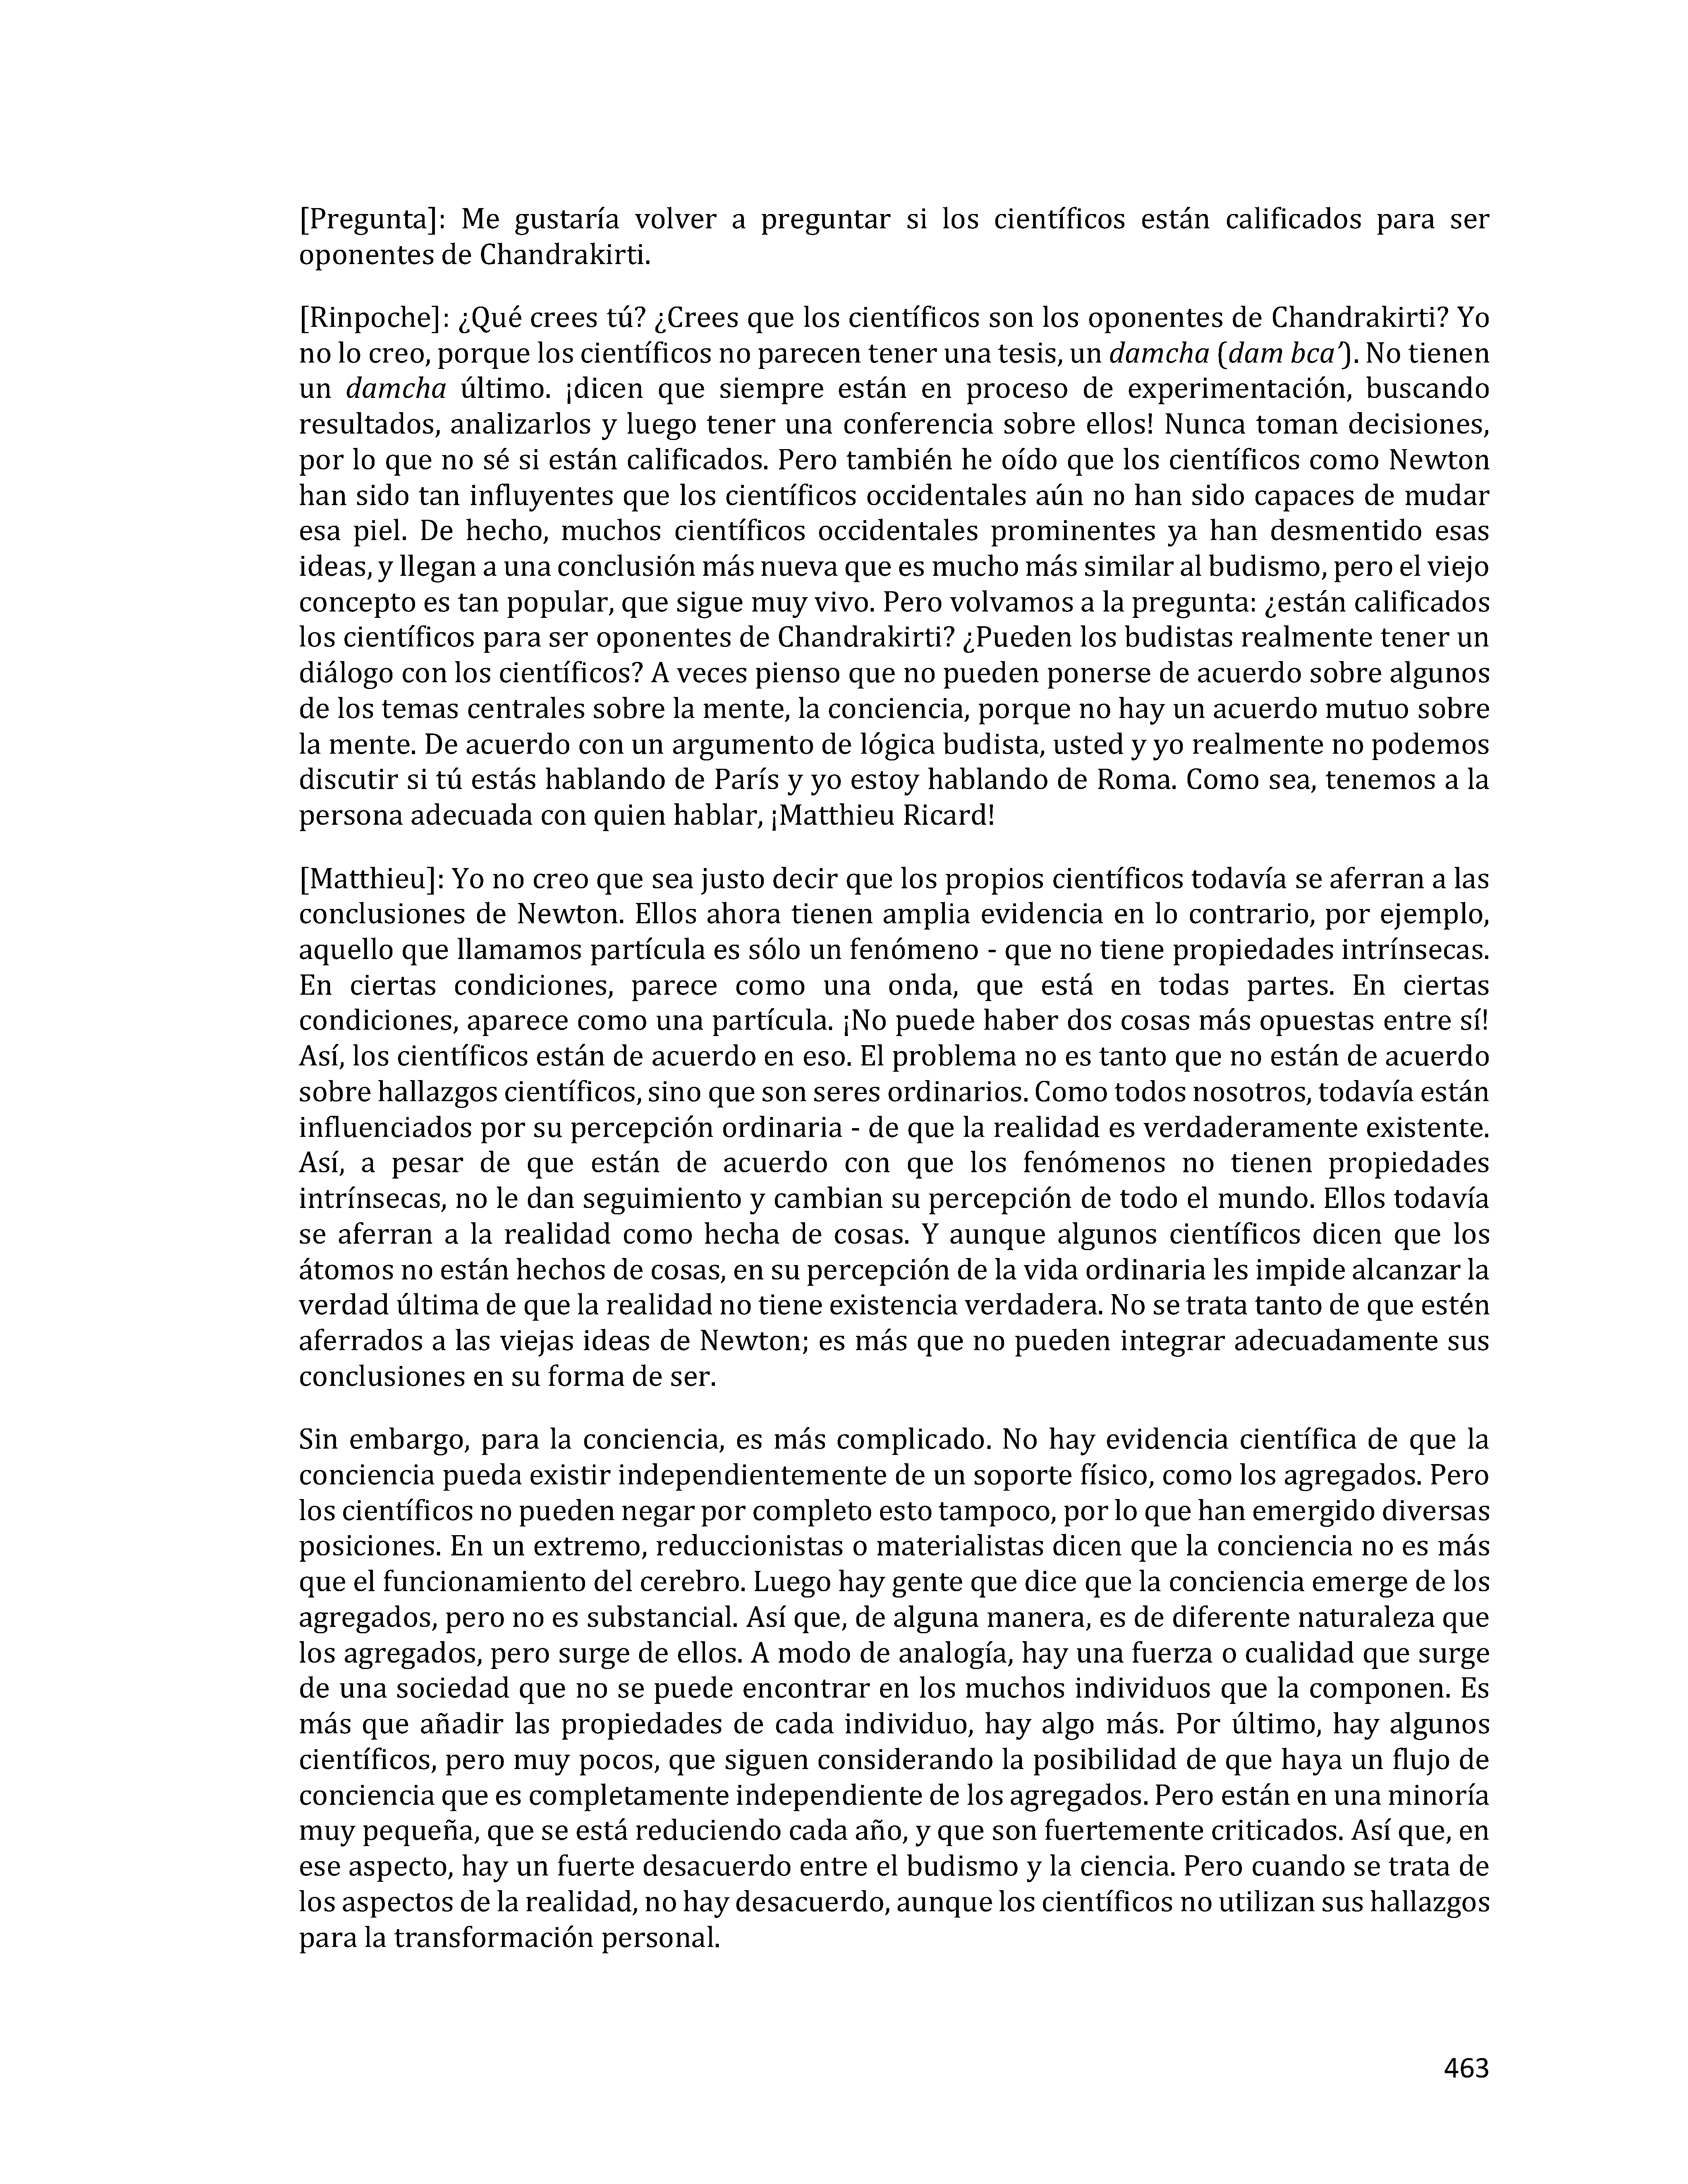 [Pregunta]: Me gustaría volver a preguntar si los científicos están calificados para ser
oponentes de Chandrakirti.
[Rinpoche]: ¿Qué crees tú? ¿Crees que los científicos son los oponentes de Chandrakirti? Yo
no lo creo, porque los científicos no parecen tener una tesis, un damcha (dam bca’). No tienen
un damcha último. ¡dicen que siempre están en proceso de experimentación, buscando
resultados, analizarlos y luego tener una conferencia sobre ellos! Nunca toman decisiones,
por lo que no sé si están calificados. Pero también he oído que los científicos como Newton
han sido tan influyentes que los científicos occidentales aún no han sido capaces de mudar
esa piel. De hecho, muchos científicos occidentales prominentes ya han desmentido esas
ideas, y llegan a una conclusión más nueva que es mucho más similar al budismo, pero el viejo
concepto es tan popular, que sigue muy vivo. Pero volvamos a la pregunta: ¿están calificados
los científicos para ser oponentes de Chandrakirti? ¿Pueden los budistas realmente tener un
diálogo con los científicos? A veces pienso que no pueden ponerse de acuerdo sobre algunos
de los temas centrales sobre la mente, la conciencia, porque no hay un acuerdo mutuo sobre
la mente. De acuerdo con un argumento de lógica budista, usted y yo realmente no podemos
discutir si tú estás hablando de París y yo estoy hablando de Roma. Como sea, tenemos a la
persona adecuada con quien hablar, ¡Matthieu Ricard!
[Matthieu]: Yo no creo que sea justo decir que los propios científicos todavía se aferran a las
conclusiones de Newton. Ellos ahora tienen amplia evidencia en lo contrario, por ejemplo,
aquello que llamamos partícula es sólo un fenómeno - que no tiene propiedades intrínsecas.
En ciertas condiciones, parece como una onda, que está en todas partes. En ciertas
condiciones, aparece como una partícula. ¡No puede haber dos cosas más opuestas entre sí!
Así, los científicos están de acuerdo en eso. El problema no es tanto que no están de acuerdo
sobre hallazgos científicos, sino que son seres ordinarios. Como todos nosotros, todavía están
influenciados por su percepción ordinaria - de que la realidad es verdaderamente existente.
Así, a pesar de que están de acuerdo con que los fenómenos no tienen propiedades
intrínsecas, no le dan seguimiento y cambian su percepción de todo el mundo. Ellos todavía
se aferran a la realidad como hecha de cosas. Y aunque algunos científicos dicen que los
átomos no están hechos de cosas, en su percepción de la vida ordinaria les impide alcanzar la
verdad última de que la realidad no tiene existencia verdadera. No se trata tanto de que estén
aferrados a las viejas ideas de Newton; es más que no pueden integrar adecuadamente sus
conclusiones en su forma de ser.
Sin embargo, para la conciencia, es más complicado. No hay evidencia científica de que la
conciencia pueda existir independientemente de un soporte físico, como los agregados. Pero
los científicos no pueden negar por completo esto tampoco, por lo que han emergido diversas
posiciones. En un extremo, reduccionistas o materialistas dicen que la conciencia no es más
que el funcionamiento del cerebro. Luego hay gente que dice que la conciencia emerge de los
agregados, pero no es substancial. Así que, de alguna manera, es de diferente naturaleza que
los agregados, pero surge de ellos. A modo de analogía, hay una fuerza o cualidad que surge
de una sociedad que no se puede encontrar en los muchos individuos que la componen. Es
más que añadir las propiedades de cada individuo, hay algo más. Por último, hay algunos
científicos, pero muy pocos, que siguen considerando la posibilidad de que haya un flujo de
conciencia que es completamente independiente de los agregados. Pero están en una minoría
muy pequeña, que se está reduciendo cada año, y que son fuertemente criticados. Así que, en
ese aspecto, hay un fuerte desacuerdo entre el budismo y la ciencia. Pero cuando se trata de
los aspectos de la realidad, no hay desacuerdo, aunque los científicos no utilizan sus hallazgos
para la transformación personal.
463